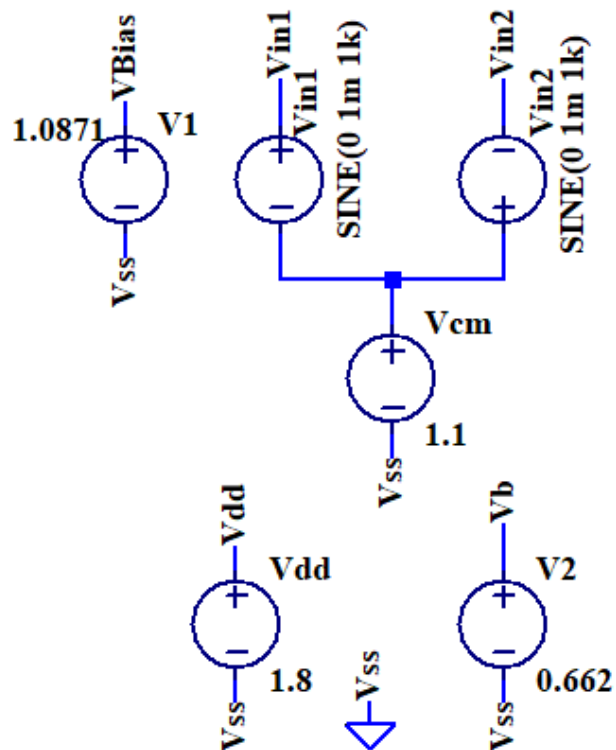 VBias
Vin1
Vin2
1.0871
V1
Vin1
SINE(0 1m 1k)
Vin2
SINE(0 1m 1k)
Vss
Vcm
1.1
Vss
Vdd
Vb
Vdd
V2
1.8
Vss
0.662
Vss
Vss